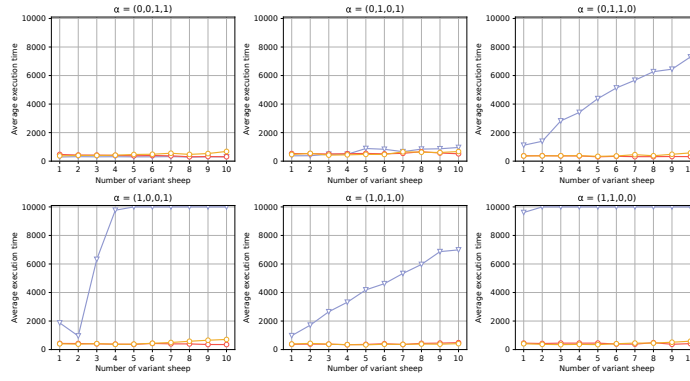 α = (0,0,1,1)
α = (0,1,0,1)
α = (0,1,1,0)
Average execution time
10000
8000
6000
4000
2000
0
1 2 3 4 5 6 7 8 9 10
Number of variant sheep
Average execution time
10000
8000
6000
4000
2000
0
1 2 3 4 5 6 7 8 9 10
Number of variant sheep
Average execution time
10000
8000
6000
4000
2000
0
1 2 3 4 5 6 7 8 9 10
Number of variant sheep
α = (1,0,0,1)
α = (1,0,1,0)
α = (1,1,0,0)
Average execution time
10000
8000
6000
4000
2000
0
1 2 3 4 5 6 7 8 9 10
Number of variant sheep
Average execution time
10000
8000
6000
4000
2000
0
1 2 3 4 5 6 7 8 9 10
Number of variant sheep
Average execution time
10000
8000
6000
4000
2000
0
1 2 3 4 5 6 7 8 9 10
Number of variant sheep